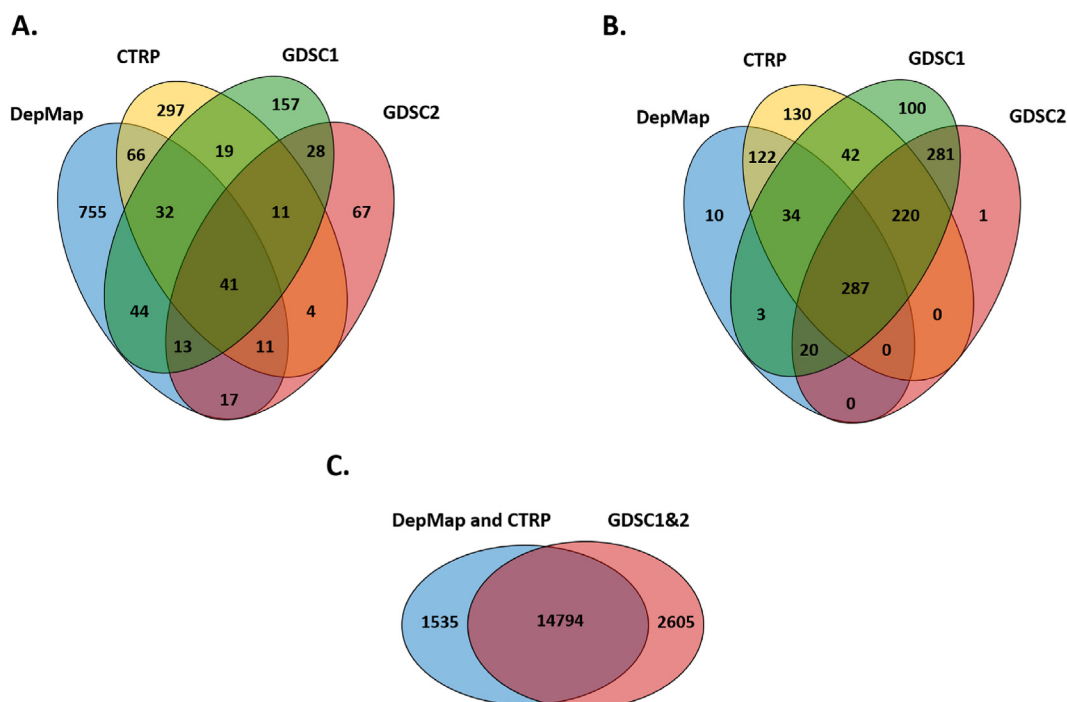 A.
CTRP
GDSC1
DepMap
GDSC2
297
157
66
19
28
755
32
11
67
41
44
4
13
11
17
B.
CTRP
GDSC1
DepMap
GDSC2
130
100
122
42
281
10
34
220
1
287
3
0
20
0
0
C.
DepMap and CTRP
GDSC1&2
1535
14794
2605